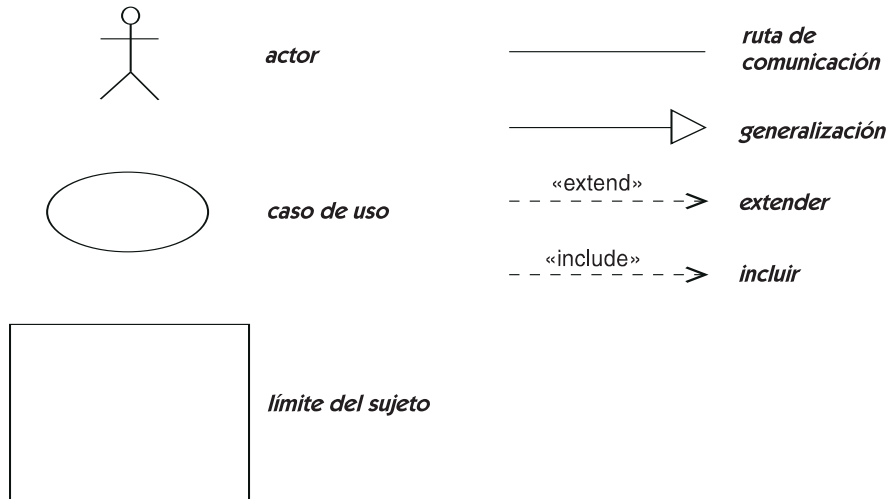 actor
caso de uso
límite del sujeto
ruta de
comunicación
generalización
«extend»
extender
«include»
incluir